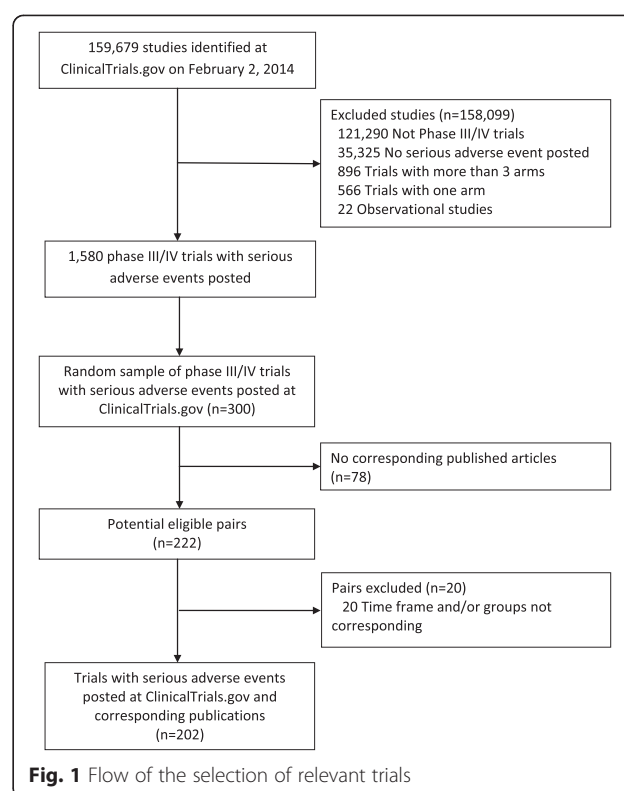 159,679 studies identified at
ClinicalTrials.gov on February 2, 2014
Excluded studies (n=158,099)
121,290 Not Phase III/IV trials
35,325 No serious adverse event posted
896 Trials with more than 3 arms
566 Trials with one arm
22 Observational studies
1,580 phase III/IV trials with serious
adverse events posted
Random sample of phase III/IV trials
with serious adverse events posted at
ClinicalTrials.gov (n=300)
No corresponding published articles
(n=78)
Potential eligible pairs
(n=222)
Pairs excluded (n=20)
20 Time frame and/or groups not
corresponding
Trials with serious adverse events
posted at ClinicalTrials.gov and
corresponding publications
(n=202)
Fig. 1 Flow of the selection of relevant trials